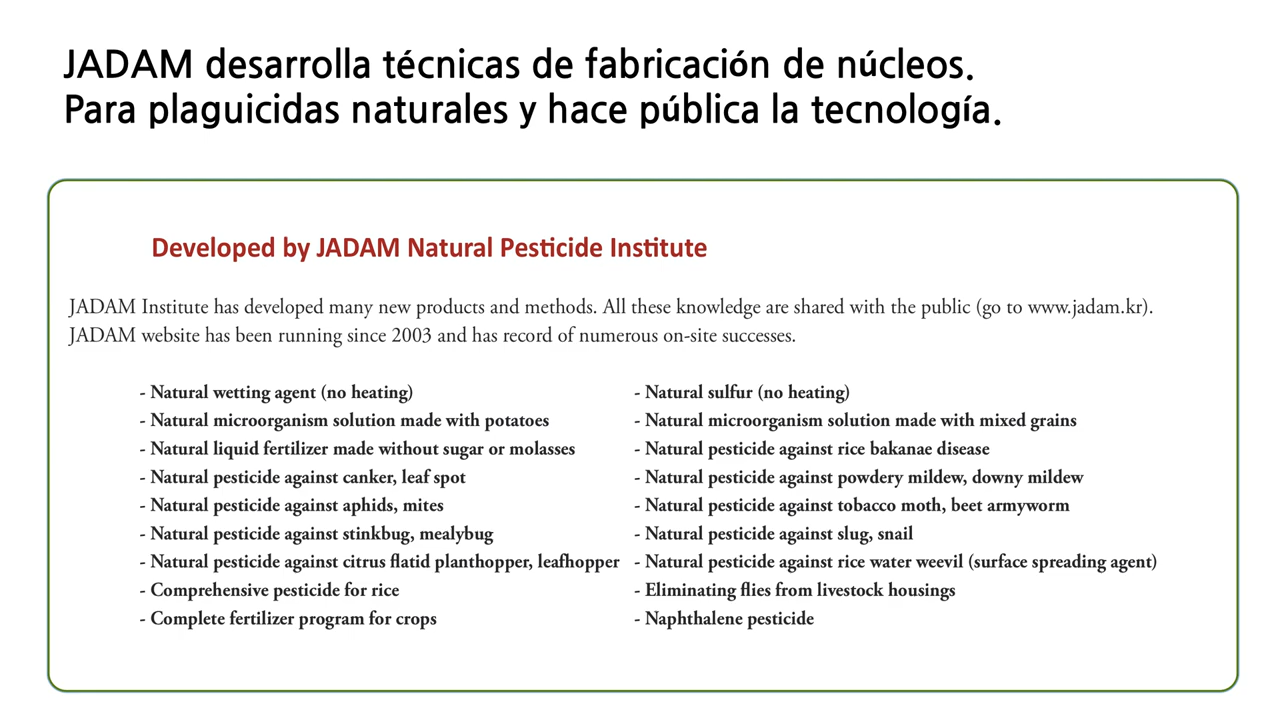 JADAM desarrolla técnicas de fabricación de núcleos.
Para plaguicidas naturales y hace pública la tecnología.
Developed by JADAM Natural Pesticide Institute
JADAM Institute has developed many new products and methods. All these knowledge are shared with the public (go to www.jadam.kr).
JADAM website has been running since 2003 and has record of numerous on-site successes.
- Natural wetting agent (no heating)
- Natural microorganism solution made with potatoes
- Natural liquid fertilizer made without sugar or molasses
- Natural pesticide against canker, leaf spot
- Natural pesticide against aphids, mites
- Natural pesticide against stinkbug, mealybug
- Natural pesticide against citrus flatid planthopper, leafhopper
- Comprehensive pesticide for rice
- Complete fertilizer program for crops
- Natural sulfur (no heating)
- Natural microorganism solution made with mixed grains
- Natural pesticide against rice bakanae disease
- Natural pesticide against powdery mildew, downy mildew
- Natural pesticide against tobacco moth, beet armyworm
- Natural pesticide against slug, snail
- Natural pesticide against rice water weevil (surface spreading agent)
- Eliminating flies from livestock housings
- Naphthalene pesticide